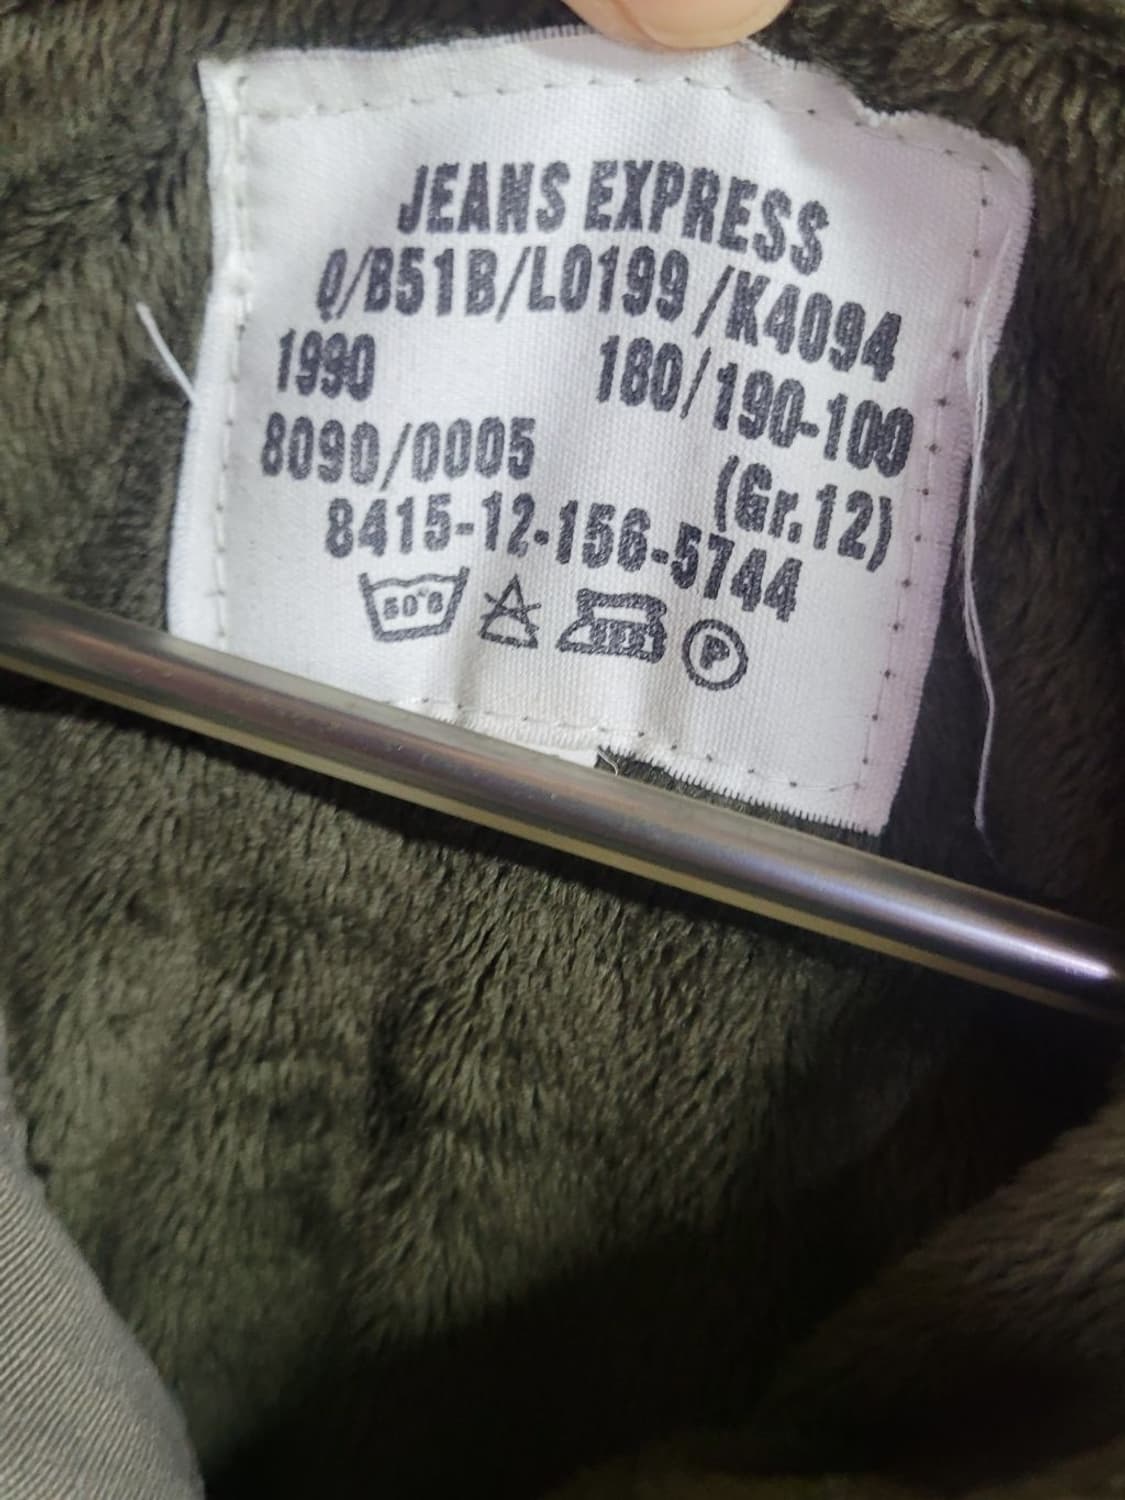 JEANS EXPRESS
Q/B51B/L0199/K4094
1990 180/190-100
8090/0005 (Gr.12)
8415-12-156-5744
P